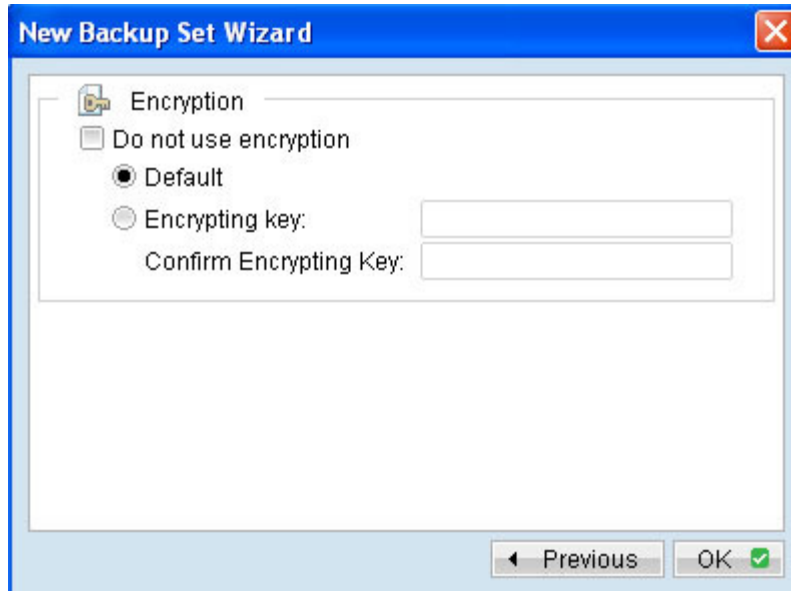 New Backup Set Wizard
Encryption
Do not use encryption
Default
Encrypting key:
Confirm Encrypting Key:
Previous
OK